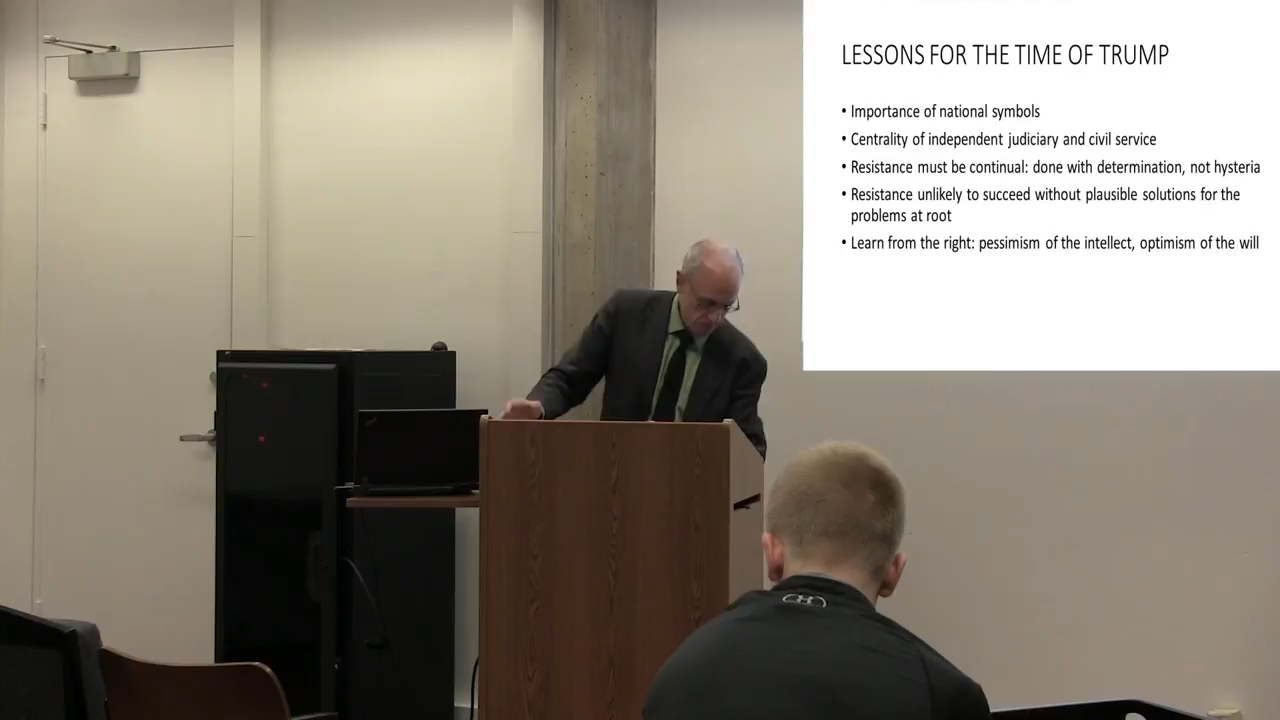 LESSONS FOR THE TIME OF TRUMP
• Importance of national symbols
• Centrality of independent judiciary and civil service
• Resistance must be continual: done with determination, not hysteria
• Resistance unlikely to succeed without plausible solutions for the
problems at root
• Learn from the right: pessimism of the intellect, optimism of the will